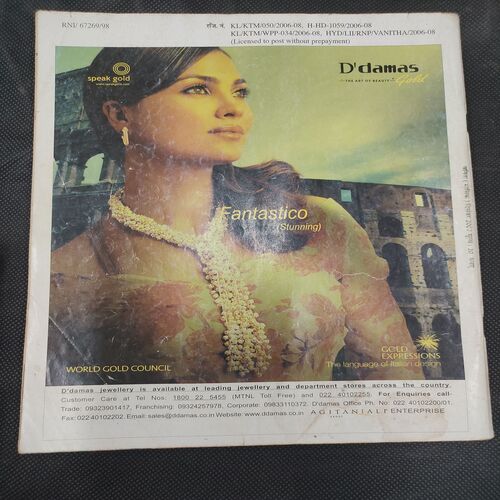 RNI/ 67269/98
रजि. नं. KL/KTM/050/2006-08, H-HD-1059/2006-08
KL/KTM/WPP-034/2006-08, HYD/LII/RNP/VANITHA/2006-08
(Licensed to post without prepayment)
speak gold
D'damas
THE ART OF BEAUTY
Gold
Fantastico
(Stunning)
WORLD GOLD COUNCIL
GOLD
EXPRESSIONS
The language of Italian design
D'damas jewellery is available at leading jewellery and department stores across the country.
Customer Care at Tel Nos: 1800 22 5455 (MTNL Toll Free) and 022 40102255. For Enquiries call-
Trade: 09323901417, Franchising: 09324257978, Corporate: 09833110372. D'damas Office Ph. No: 022 40102200/01.
Fax: 022-40102202. Email: sales@ddamas.co.in Website: www.ddamas.co.in AGITANJALIENTERPRISE